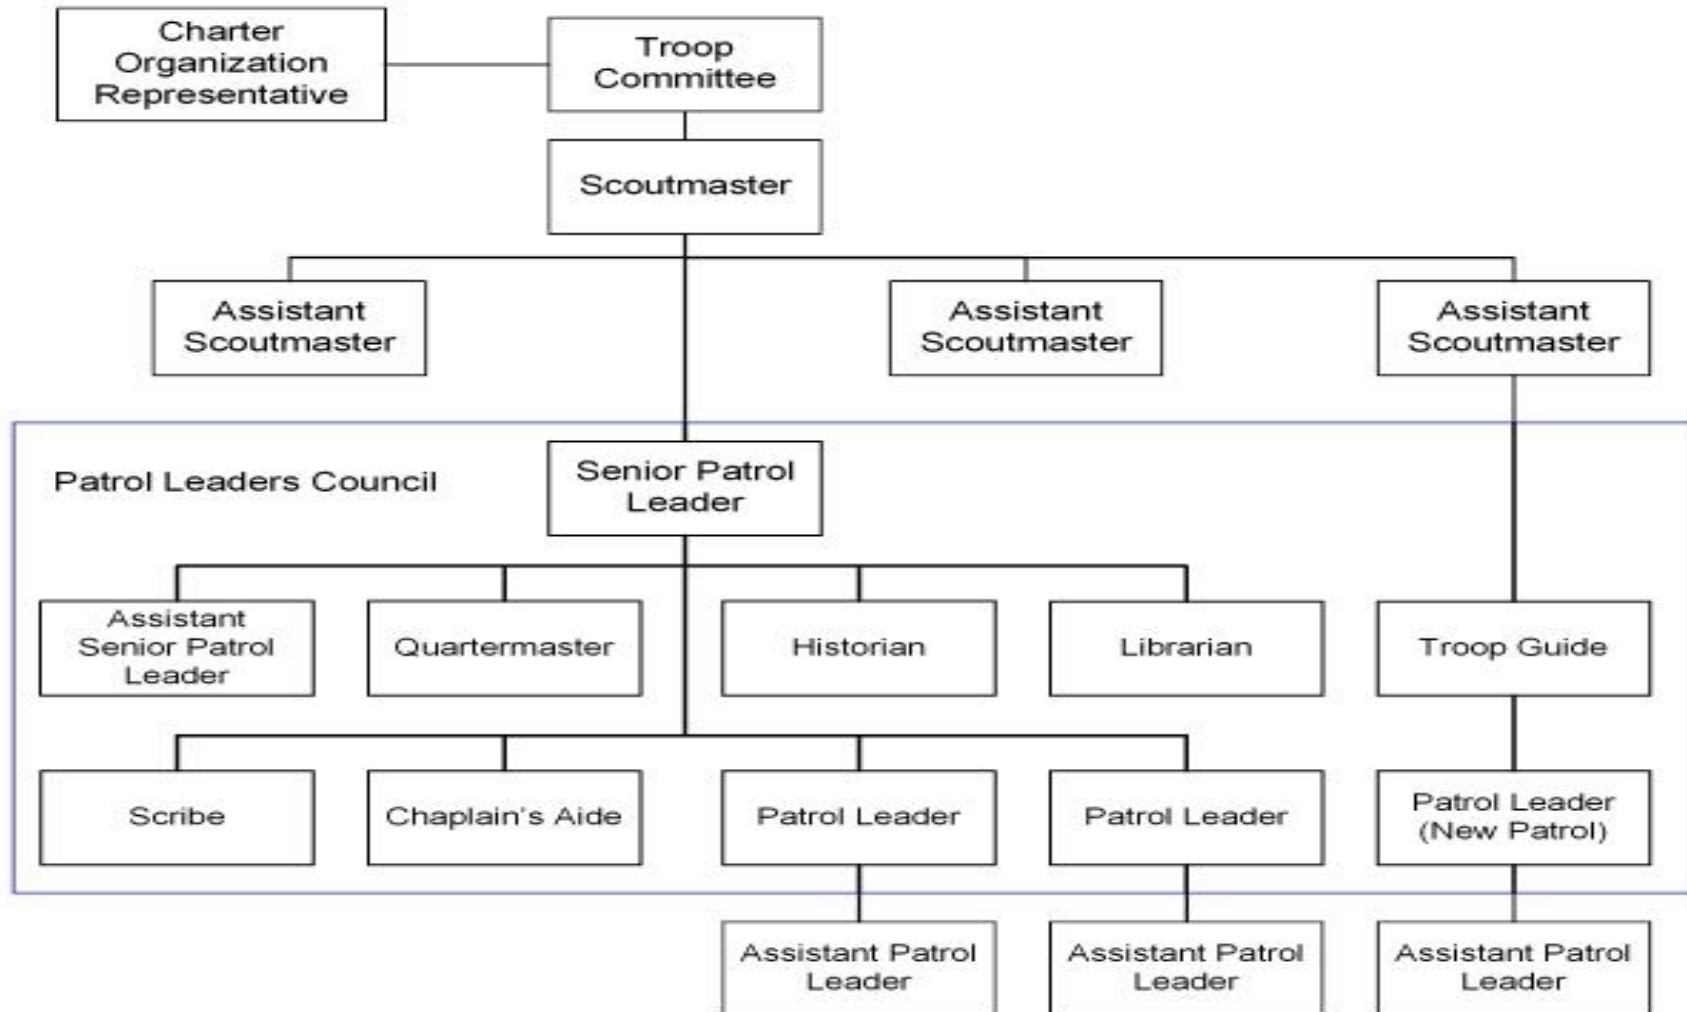 Charter
Organization
Representative
Troop
Committee
Scoutmaster
Assistant
Scoutmaster
Assistant
Scoutmaster
Assistant
Scoutmaster
Patrol Leaders Council
Senior Patrol
Leader
Assistant
Senior Patrol
Leader
Quartermaster
Historian
Librarian
Troop Guide
Scribe
Chaplain's Aide
Patrol Leader
Patrol Leader
Patrol Leader
(New Patrol)
Assistant Patrol
Leader
Assistant Patrol
Leader
Assistant Patrol
Leader